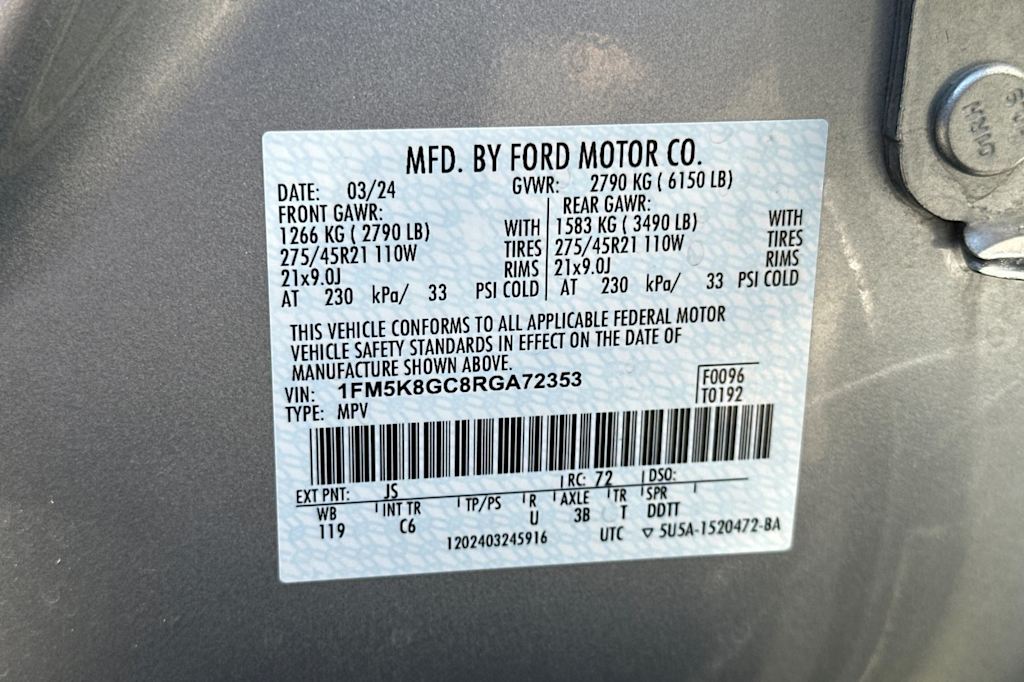 MFD. BY FORD MOTOR CO.
DATE: 03/24 GVWR: 2790 KG ( 6150 LB)
FRONT GAWR: REAR GAWR:
1266 KG ( 2790 LB) WITH 1583 KG ( 3490 LB) WITH
275/45R21 110W TIRES 275/45R21 110W TIRES
21x9.0J RIMS 21x9.0J RIMS
AT 230 kPa/ 33 PSI COLD AT 230 kPa/ 33 PSI COLD
THIS VEHICLE CONFORMS TO ALL APPLICABLE FEDERAL MOTOR
VEHICLE SAFETY STANDARDS IN EFFECT ON THE DATE OF
MANUFACTURE SHOWN ABOVE.
VIN: 1FM5K8GC8RGA72353 F0096
TYPE: MPV T0192
EXT PNT: JS RC: 72 DSO:
WB INT TR TP/PS R AXLE TR SPR
119 C6 U 3B T DDTT
1202403245916 UTC ▽ 5U5A-1520472-BA